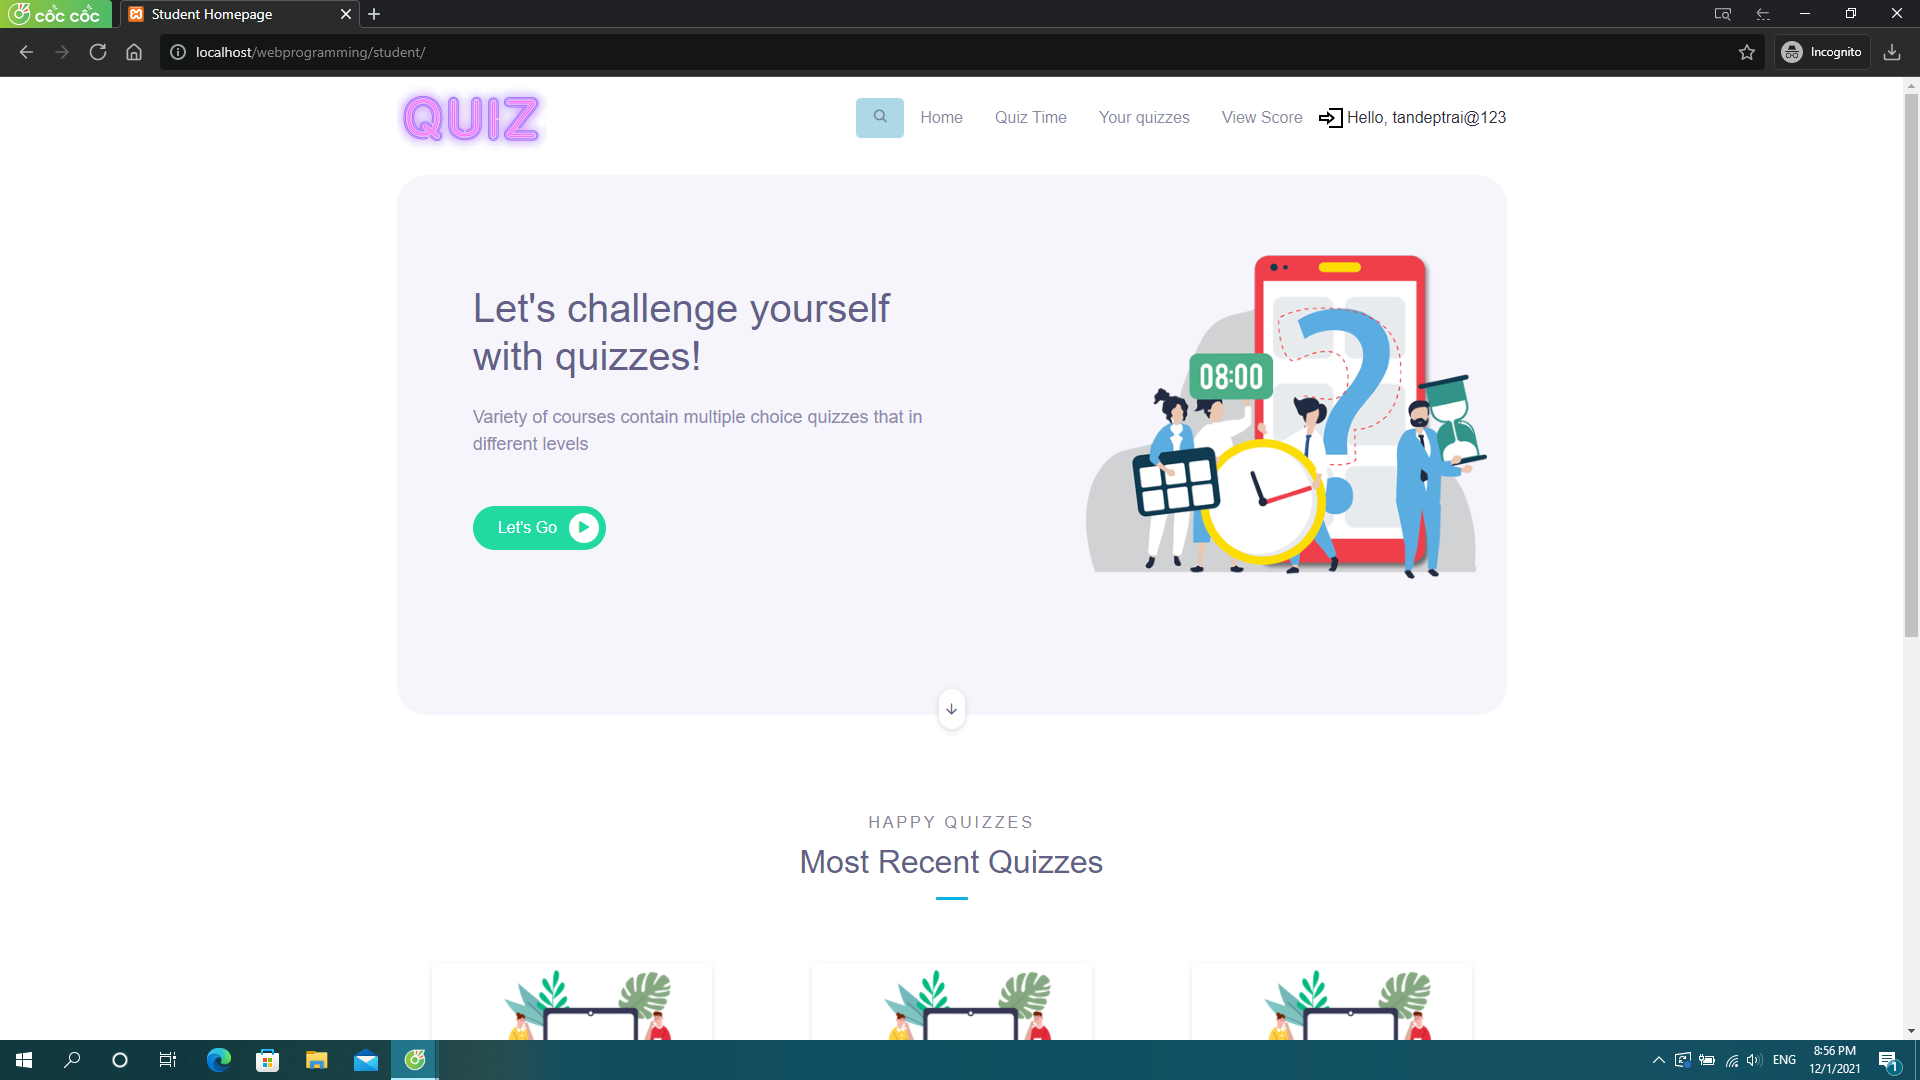 cốc cốc
Student Homepage
localhost/webprogramming/student/
Incognito
QUIZ
Home
Quiz Time
Your quizzes
View Score
Hello, tandeptrai@123
Let's challenge yourself
with quizzes!
Variety of courses contain multiple choice quizzes that in
different levels
Let's Go
08:00
?
HAPPY QUIZZES
Most Recent Quizzes
ENG
8:56 PM
12/1/2021
1